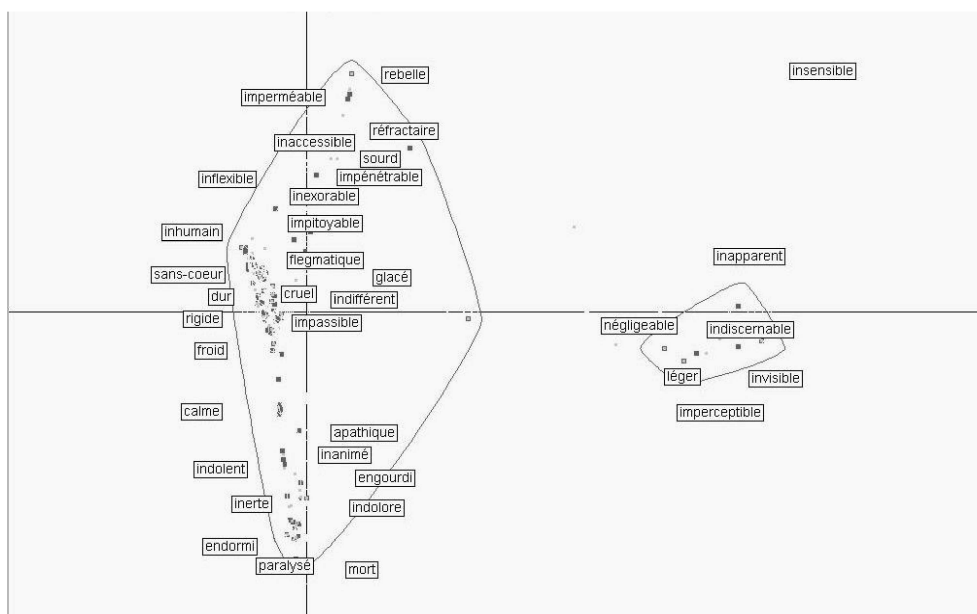 insensible
rebelle
imperméable
réfractaire
inaccessible
sourd
impénétrable
inflexible
inexorable
impitoyable
inhumain
inapparent
flegmatique
sans-coeur
glacé
dur
cruel
indifférent
rigide
impassible
négligeable
indiscernable
froid
léger
invisible
calme
imperceptible
apathique
inanimé
indolent
engourdi
inerte
indolore
endormi
paralysé
mort